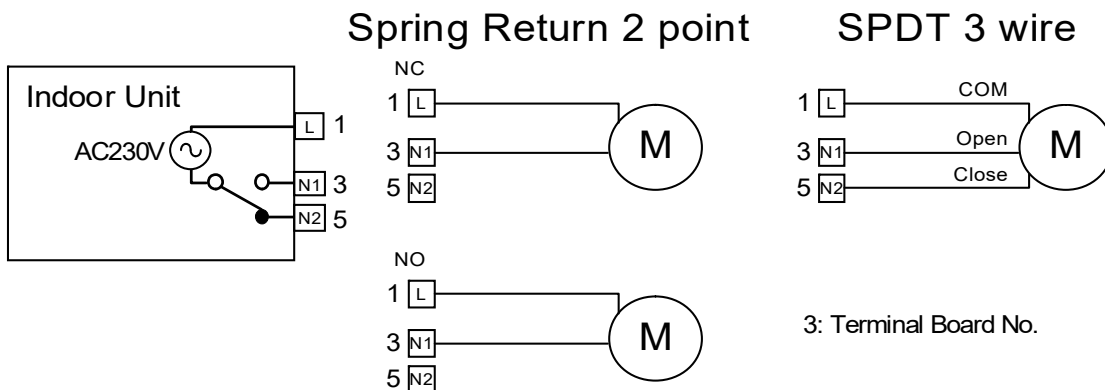 Spring Return 2 point
SPDT 3 wire
Indoor Unit
AC230V
L 1
N1 3
N2 5
NC
1 L
3 N1
5 N2
M
NO
1 L
3 N1
5 N2
M
1 L COM
3 N1 Open
5 N2 Close
M
3: Terminal Board No.